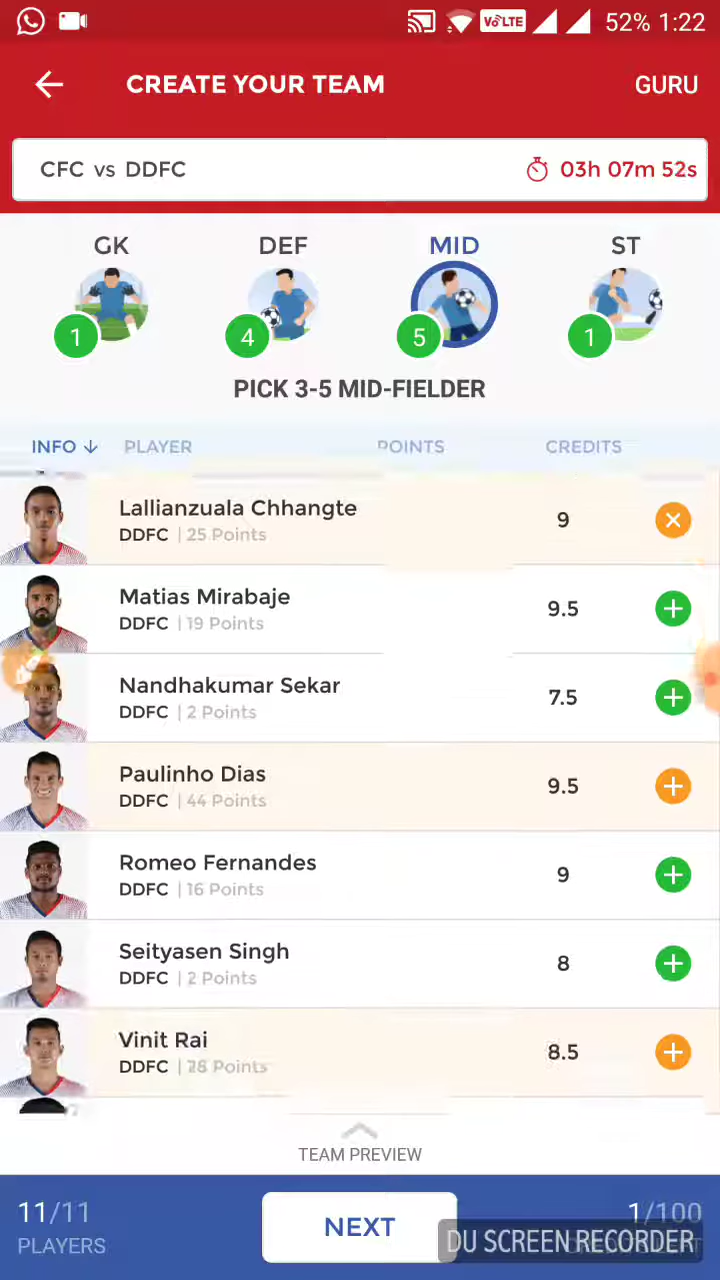 VoLTE 52% 1:22
CREATE YOUR TEAM GURU
CFC vs DDFC 03h 07m 52s
GK DEF MID ST
1 4 5 1
PICK 3-5 MID-FIELDER
INFO PLAYER POINTS CREDITS
Lallianzuala Chhangte
DDFC | 25 Points
9
Matias Mirabaje
DDFC | 19 Points
9.5
Nandhakumar Sekar
DDFC | 2 Points
7.5
Paulinho Dias
DDFC | 44 Points
9.5
Romeo Fernandes
DDFC | 16 Points
9
Seityasen Singh
DDFC | 2 Points
8
Vinit Rai
DDFC | 28 Points
8.5
TEAM PREVIEW
11/11 NEXT 1/100
PLAYERS
DU SCREEN RECORDER